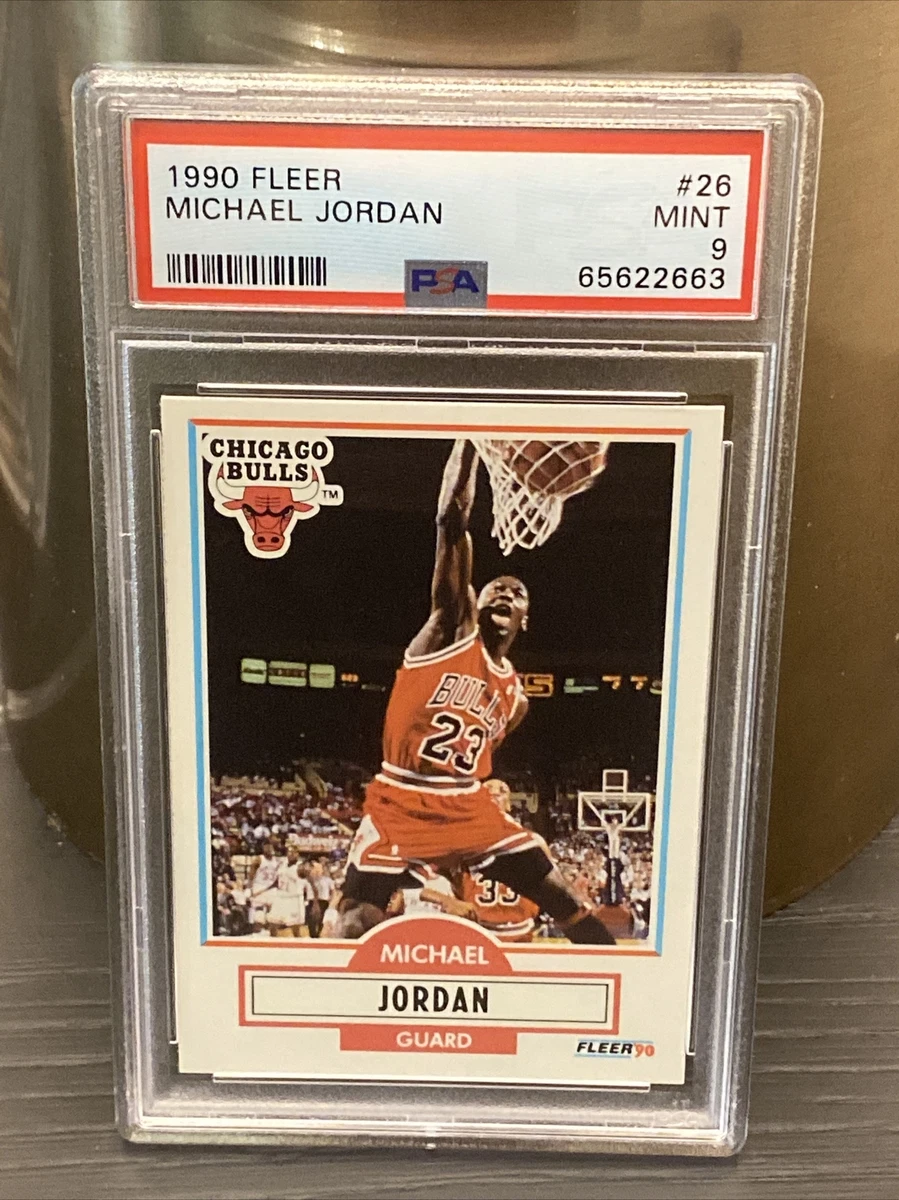 1990 FLEER #26
MICHAEL JORDAN MINT
9
PSA 65622663
CHICAGO
BULLS
TM
BULLS
23
33
MICHAEL
JORDAN
GUARD
FLEER '90